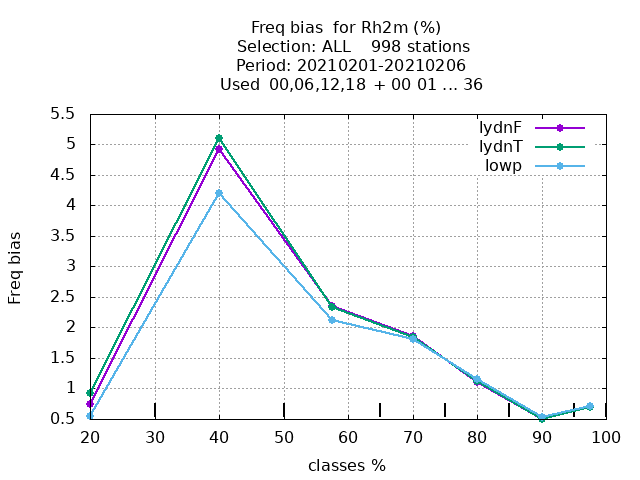 Freq bias  for Rh2m (%)
Selection: ALL    998 stations
Period: 20210201-20210206
Used  00,06,12,18  + 00 01 ... 36
lydnF
lydnT
lowp
5.5
5
4.5
4
3.5
3
2.5
2
1.5
1
0.5
Freq bias
20 30 40 50 60 70 80 90 100
classes %